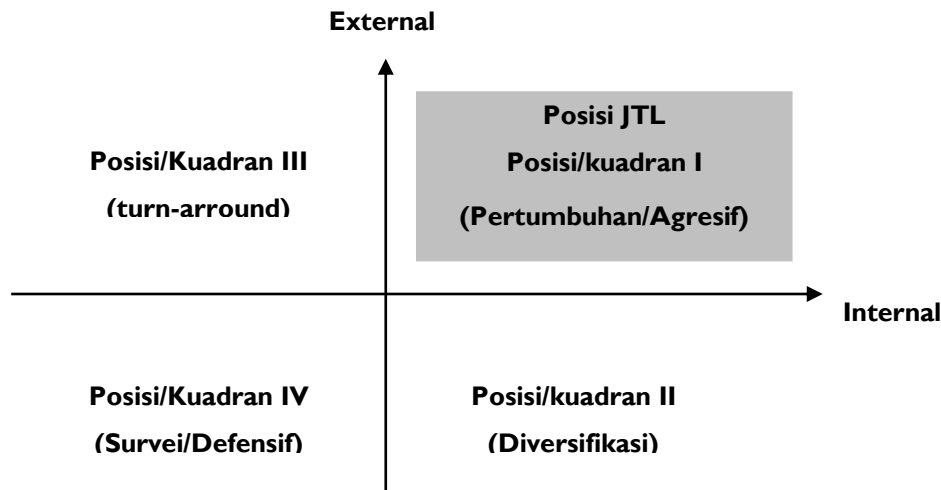 External
Posisi JTL
Posisi/kuadran I
(Pertumbuhan/Agresif)
Posisi/Kuadran III
(turn-arround)
Internal
Posisi/Kuadran IV
(Survei/Defensif)
Posisi/kuadran II
(Diversifikasi)